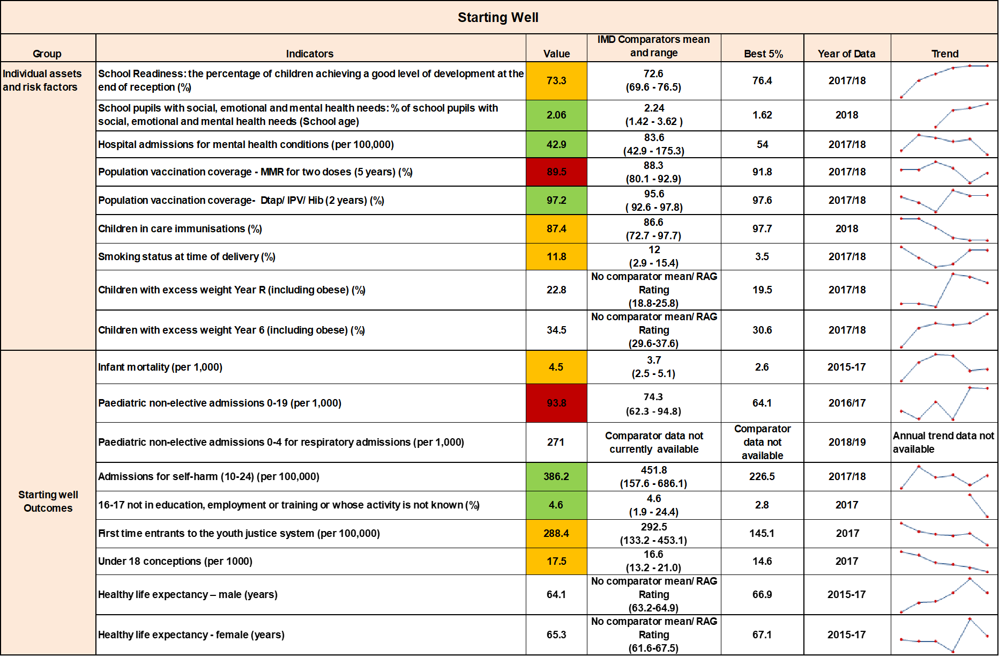 Starting Well
Group
Indicators
Value
IMD Comparators mean
and range
Best 5%
Year of Data
Trend
Individual assets
and risk factors
School Readiness: the percentage of children achieving a good level of development at the
end of reception (%)
73.3
72.6
(69.6 - 76.5)
76.4
2017/18
School pupils with social, emotional and mental health needs: % of school pupils with
social, emotional and mental health needs (School age)
2.06
2.24
(1.42 - 3.62 )
1.62
2018
Hospital admissions for mental health conditions (per 100,000)
42.9
83.6
(42.9 - 175.3)
54
2017/18
Population vaccination coverage - MMR for two doses (5 years) (%)
89.5
88.3
(80.1 - 92.9)
91.8
2017/18
Population vaccination coverage-  Dtap/ IPV/ Hib (2 years) (%)
97.2
95.6
( 92.6 - 97.8)
97.6
2017/18
Children in care immunisations (%)
87.4
86.6
(72.7 - 97.7)
97.7
2018
Smoking status at time of delivery (%)
11.8
12
(2.9 - 15.4)
3.5
2017/18
Children with excess weight Year R (including obese) (%)
22.8
No comparator mean/ RAG
Rating
(18.8-25.8)
19.5
2017/18
Children with excess weight Year 6 (including obese) (%)
34.5
No comparator mean/ RAG
Rating
(29.6-37.6)
30.6
2017/18
Starting well
Outcomes
Infant mortality (per 1,000)
4.5
3.7
(2.5 - 5.1)
2.6
2015-17
Paediatric non-elective admissions 0-19 (per 1,000)
93.8
74.3
(62.3 - 94.8)
64.1
2016/17
Paediatric non-elective admissions 0-4 for respiratory admissions (per 1,000)
271
Comparator data not
currently  available
Comparator
data not
available
2018/19
Annual trend data not
available
Admissions for self-harm (10-24) (per 100,000)
386.2
451.8
(157.6 - 686.1)
226.5
2017/18
16-17 not in education, employment or training or whose activity is not known (%)
4.6
4.6
(1.9 - 24.4)
2.8
2017
First time entrants to the youth justice system (per 100,000)
288.4
292.5
(133.2 - 453.1)
145.1
2017
Under 18 conceptions (per 1000)
17.5
16.6
(13.2 - 21.0)
14.6
2017
Healthy life expectancy – male (years)
64.1
No comparator mean/ RAG
Rating
(63.2-64.9)
66.9
2015-17
Healthy life expectancy - female (years)
65.3
No comparator mean/ RAG
Rating
(61.6-67.5)
67.1
2015-17